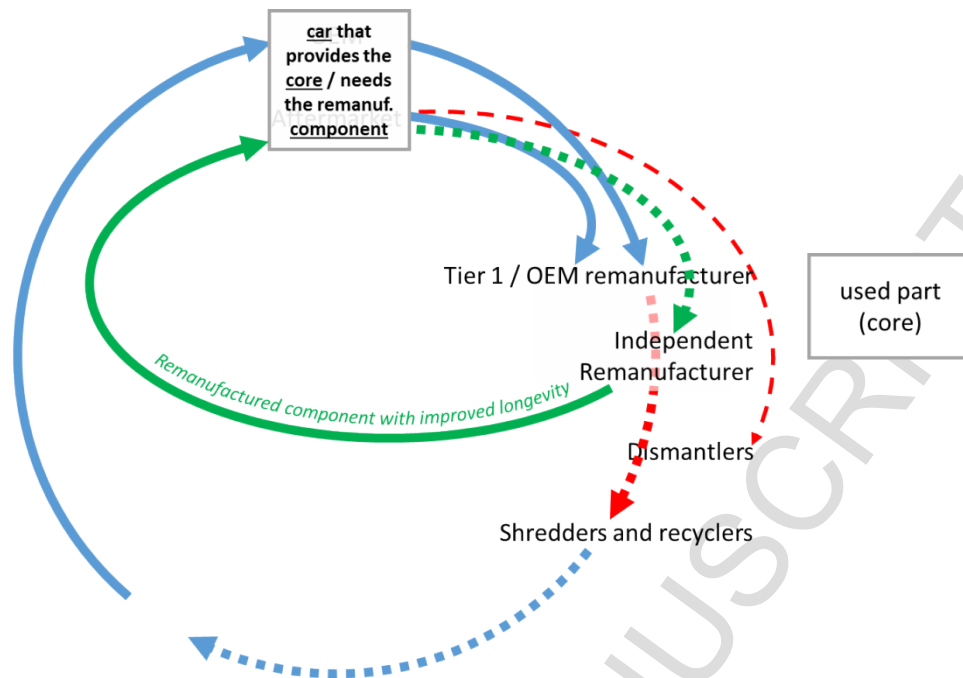 car that
provides the
core / needs
the remanuf.
component
OEM
Aftermarket
Tier 1 / OEM remanufacturer
used part
(core)
Independent
Remanufacturer
Remanufactured component with improved longevity
Dismantlers
Shredders and recyclers